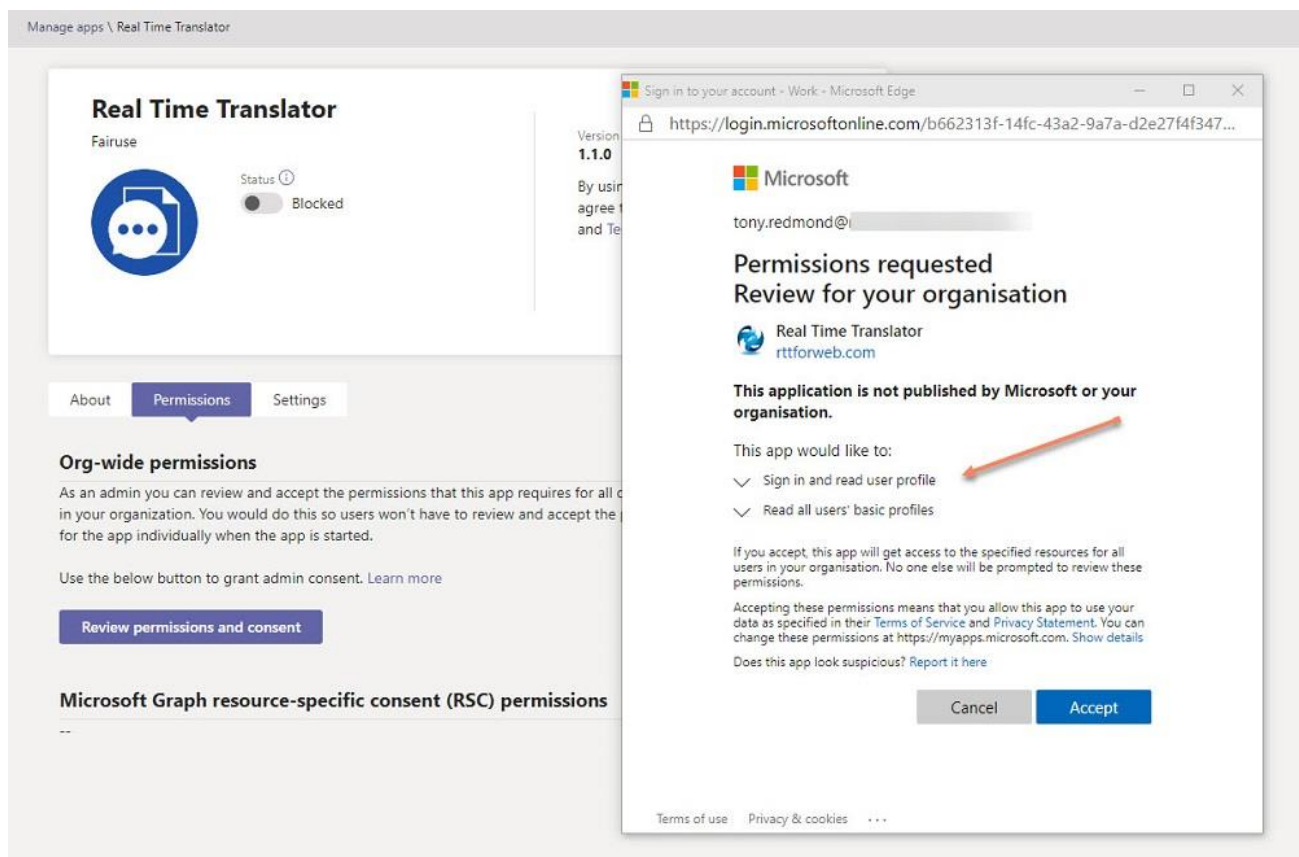 Manage apps \ Real Time Translator
Real Time Translator
Fairuse
Status
Blocked
Version
1.1.0
By usin
agree t
and Te
About Permissions Settings
Org-wide permissions
As an admin you can review and accept the permissions that this app requires for all
in your organization. You would do this so users won't have to review and accept the
for the app individually when the app is started.
Use the below button to grant admin consent. Learn more
Review permissions and consent
Microsoft Graph resource-specific consent (RSC) permissions
--
Sign in to your account - Work - Microsoft Edge
https://login.microsoftonline.com/b662313f-14fc-43a2-9a7a-d2e27f4f347...
Microsoft
tony.redmond@
Permissions requested
Review for your organisation
Real Time Translator
rttforweb.com
This application is not published by Microsoft or your
organisation.
This app would like to:
Sign in and read user profile
Read all users' basic profiles
If you accept, this app will get access to the specified resources for all
users in your organisation. No one else will be prompted to review these
permissions.
Accepting these permissions means that you allow this app to use your
data as specified in their Terms of Service and Privacy Statement. You can
change these permissions at https://myapps.microsoft.com. Show details
Does this app look suspicious? Report it here
Cancel Accept
Terms of use Privacy & cookies ...